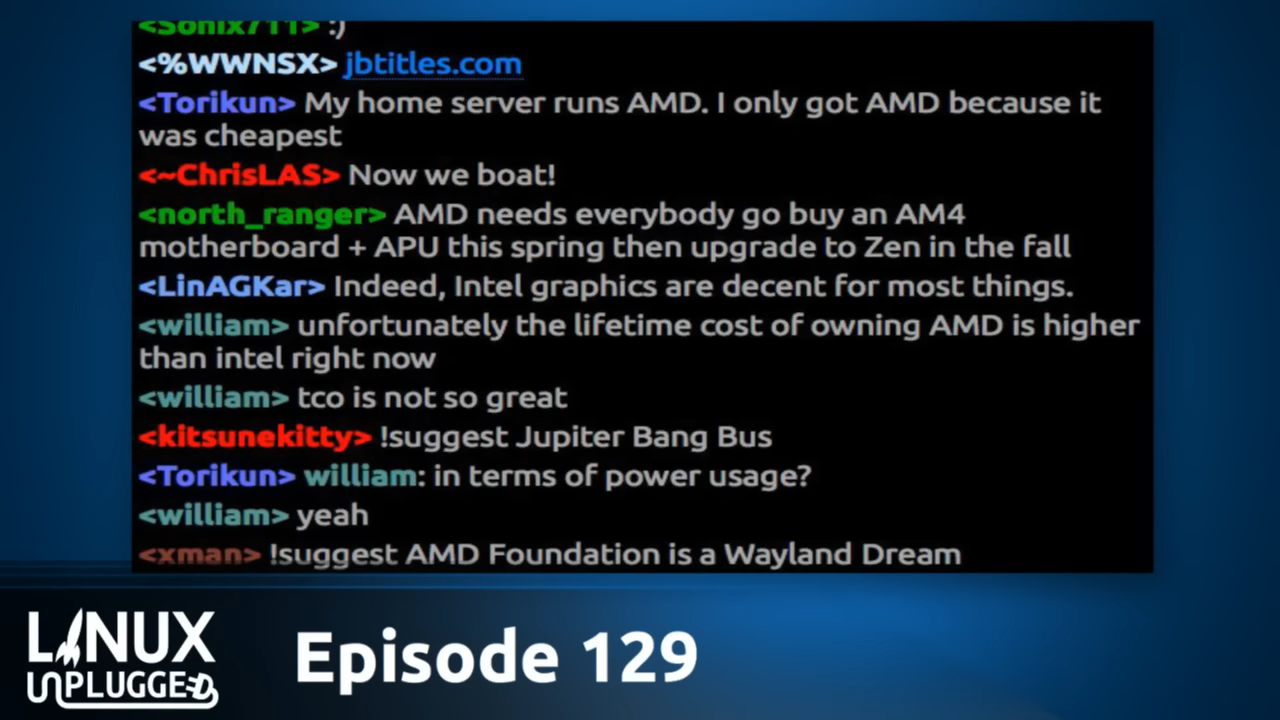 <Sonix711> :)
<%WWNSX> jbtitles.com
<Torikun> My home server runs AMD. I only got AMD because it
was cheapest
<~ChrisLAS> Now we boat!
<north_ranger> AMD needs everybody go buy an AM4
motherboard + APU this spring then upgrade to Zen in the fall
<LinAGKar> Indeed, Intel graphics are decent for most things.
<william> unfortunately the lifetime cost of owning AMD is higher
than intel right now
<william> tco is not so great
<kitsunekitty> !suggest Jupiter Bang Bus
<Torikun> william: in terms of power usage?
<william> yeah
<xman> !suggest AMD Foundation is a Wayland Dream
LINUX
UNPLUGGED
Episode 129